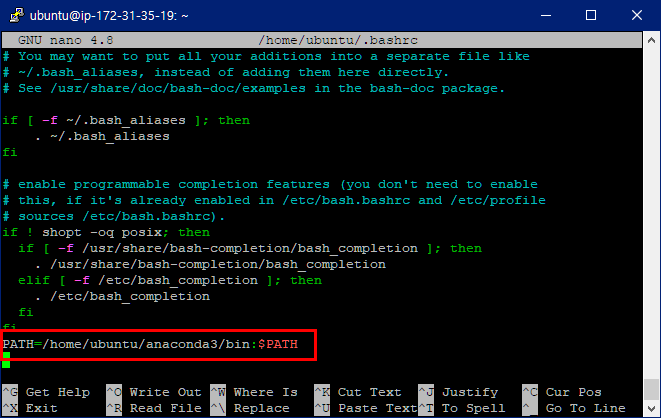 ubuntu@ip-172-31-35-19: ~
GNU nano 4.8 /home/ubuntu/.bashrc
# You may want to put all your additions into a separate file like
# ~/.bash_aliases, instead of adding them here directly.
# See /usr/share/doc/bash-doc/examples in the bash-doc package.
if [ -f ~/.bash_aliases ]; then
. ~/.bash_aliases
fi
# enable programmable completion features (you don't need to enable
# this, if it's already enabled in /etc/bash.bashrc and /etc/profile
# sources /etc/bash.bashrc).
if ! shopt -oq posix; then
if [ -f /usr/share/bash-completion/bash_completion ]; then
. /usr/share/bash-completion/bash_completion
elif [ -f /etc/bash_completion ]; then
. /etc/bash_completion
fi
fi
PATH=/home/ubuntu/anaconda3/bin:$PATH
^G Get Help ^O Write Out ^W Where Is ^K Cut Text ^J Justify ^C Cur Pos
^X Exit ^R Read File ^\ Replace ^U Paste Text ^T To Spell ^_ Go To Line